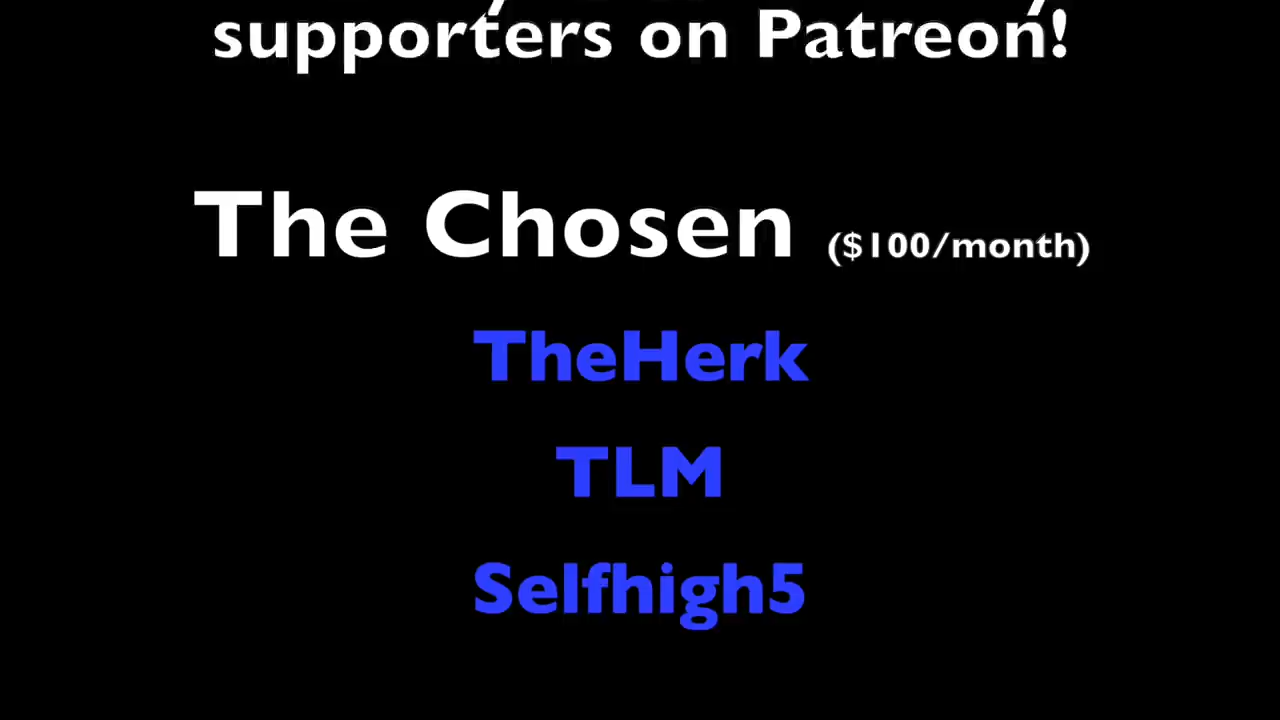 supporters on Patreon!
The Chosen ($100/month)
TheHerk
TLM
Selfhigh5